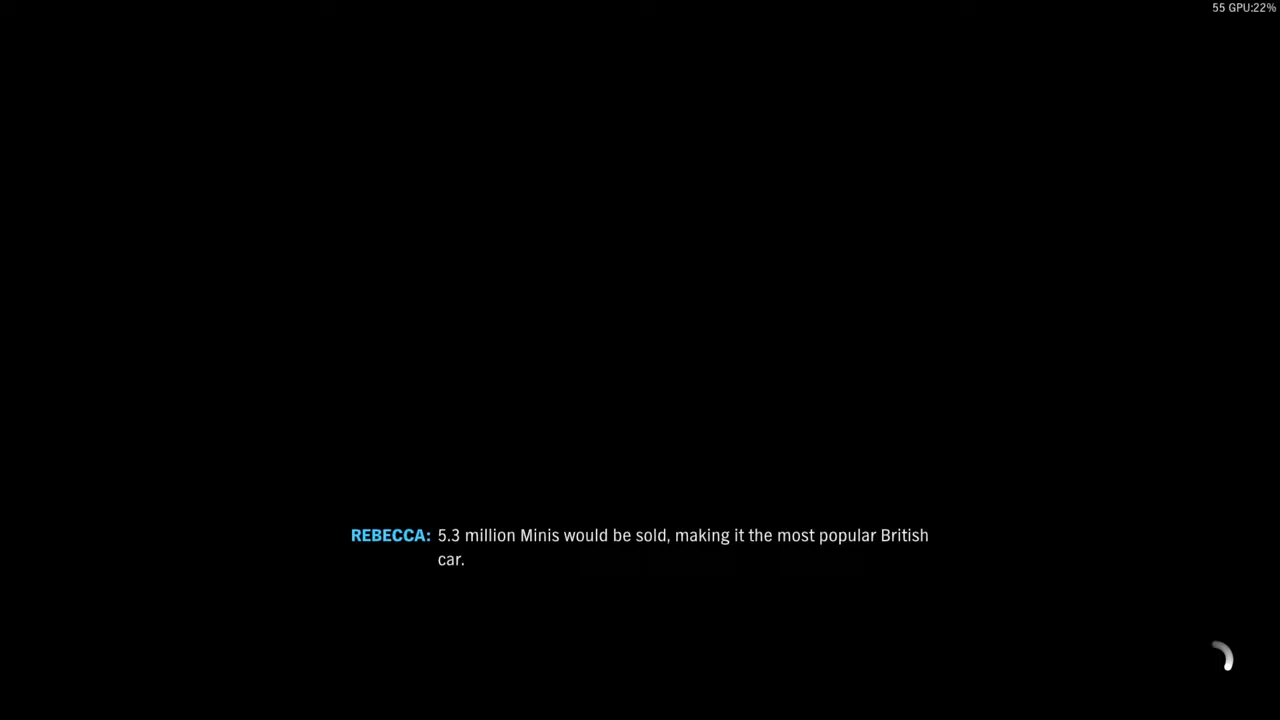 55 GPU:22%
REBECCA: 5.3 million Minis would be sold, making it the most popular British
car.